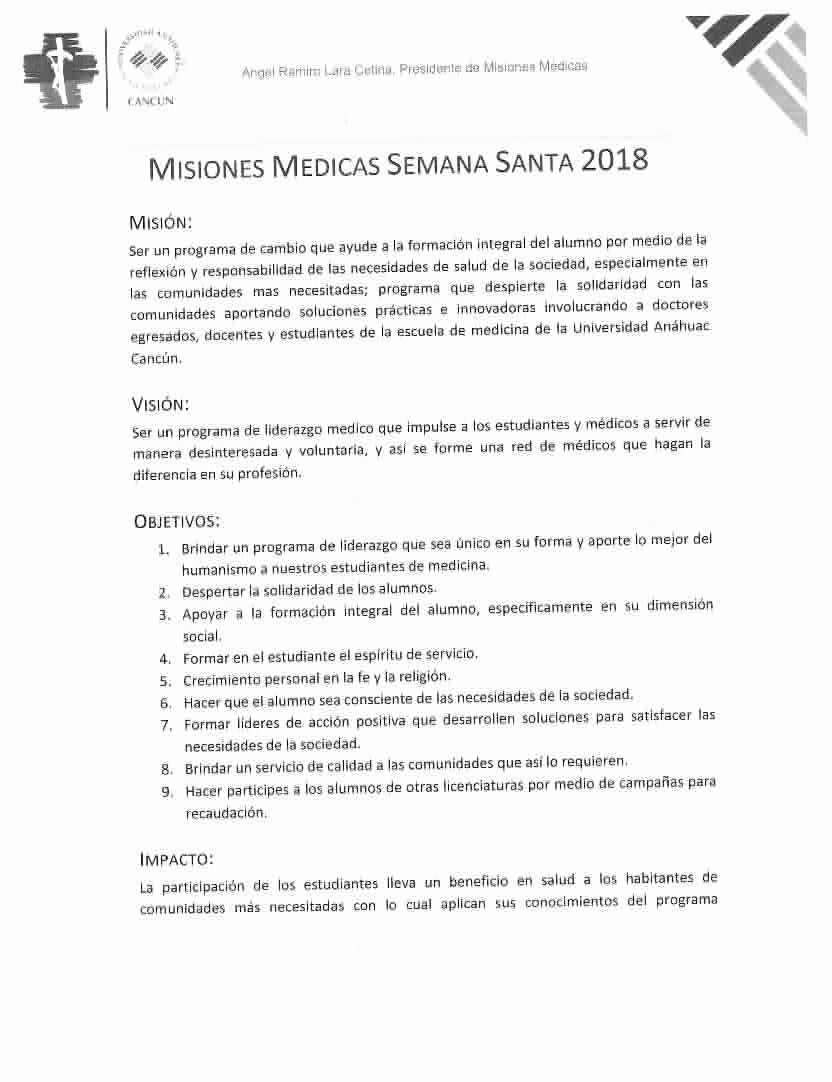 Angel Ramiro Lara Cetina, Presidente de Misiones Medicas
CANCUN
MISIONES MEDICAS SEMANA SANTA 2018
MISIÓN:
Ser un programa de cambio que ayude a la formación integral del alumno por medio de la
reflexión y responsabilidad de las necesidades de salud de la sociedad, especialmente en
las comunidades mas necesitadas; programa que despierte la solidaridad con las
comunidades aportando soluciones prácticas e innovadoras involucrando a doctores
egresados, docentes y estudiantes de la escuela de medicina de la Universidad Anáhuac
Cancún.
VISIÓN:
Ser un programa de liderazgo medico que impulse a los estudiantes y médicos a servir de
manera desinteresada y voluntaria, y así se forme una red de médicos que hagan la
diferencia en su profesión.
OBJETIVOS:
1. Brindar un programa de liderazgo que sea único en su forma y aporte lo mejor del
humanismo a nuestros estudiantes de medicina.
2. Despertar la solidaridad de los alumnos.
3. Apoyar a la formación integral del alumno, específicamente en su dimensión
social.
4. Formar en el estudiante el espíritu de servicio.
5. Crecimiento personal en la fe y la religión.
6. Hacer que el alumno sea consciente de las necesidades de la sociedad.
7. Formar líderes de acción positiva que desarrollen soluciones para satisfacer las
necesidades de la sociedad.
8. Brindar un servicio de calidad a las comunidades que así lo requieren.
9. Hacer participes a los alumnos de otras licenciaturas por medio de campañas para
recaudación.
IMPACTO:
La participación de los estudiantes lleva un beneficio en salud a los habitantes de
comunidades más necesitadas con lo cual aplican sus conocimientos del programa